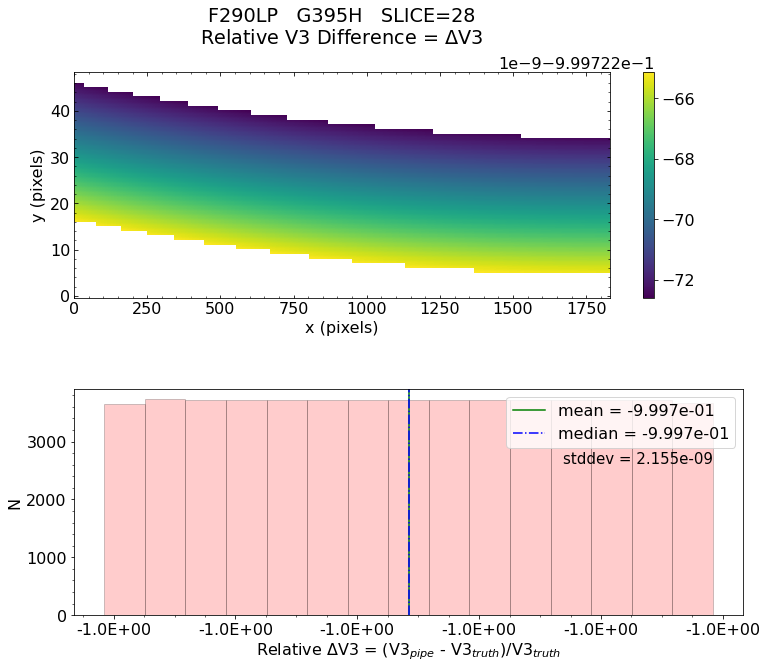 F290LP   G395H   SLICE=28
Relative V3 Difference = ΔV3
1e−9−9.99722e−1
40
30
20
10
0
y (pixels)
0 250 500 750 1000 1250 1500 1750
x (pixels)
−66
−68
−70
−72
mean = -9.997e-01
median = -9.997e-01
stddev = 2.155e-09
3000
2000
1000
0
N
-1.0E+00 -1.0E+00 -1.0E+00 -1.0E+00 -1.0E+00 -1.0E+00
Relative ΔV3 = (V3pipe - V3truth)/V3truth